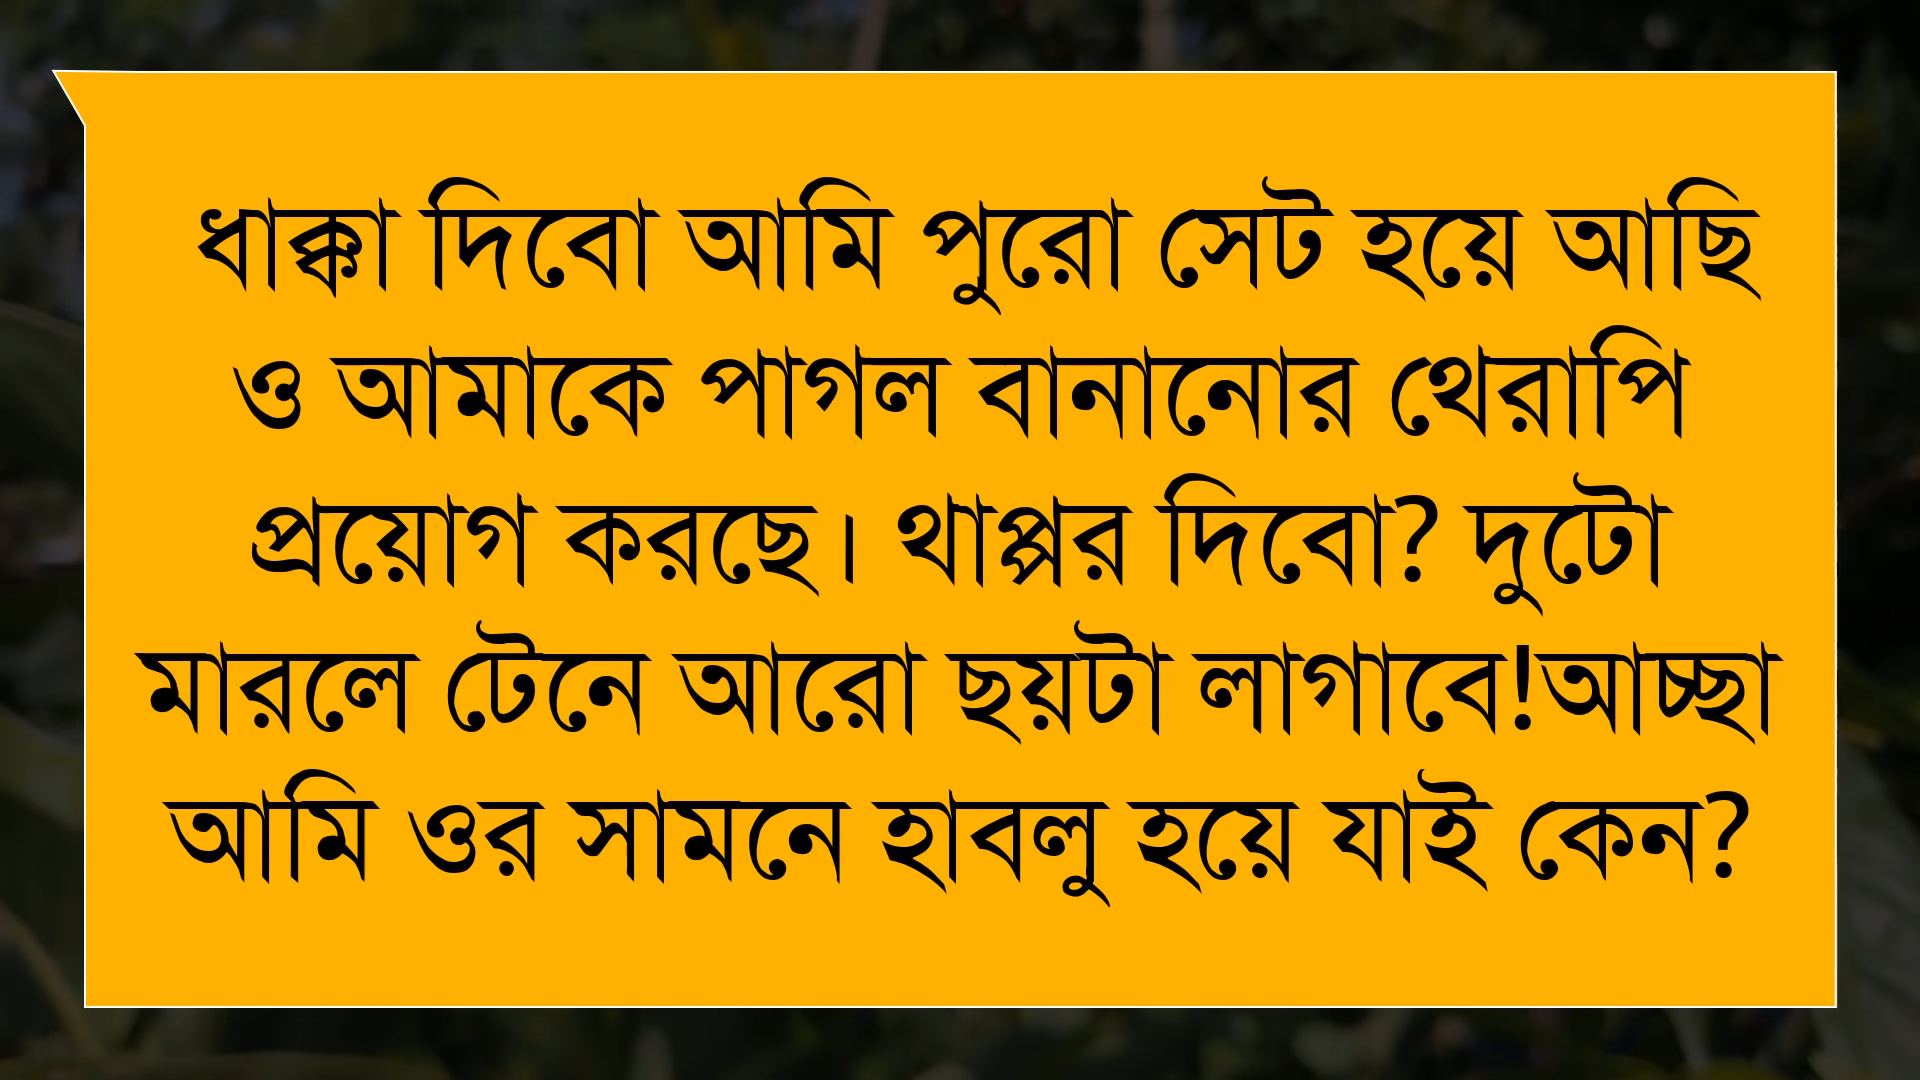 ধাক্কা দিবো আমি পুরো সেট হয়ে আছি
ও আমাকে পাগল বানানোর থেরাপি
প্রয়োগ করছে। থাপ্পর দিবো? দুটো
মারলে টেনে আরো ছয়টা লাগাবে!আচ্ছা
আমি ওর সামনে হাবলু হয়ে যাই কেন?